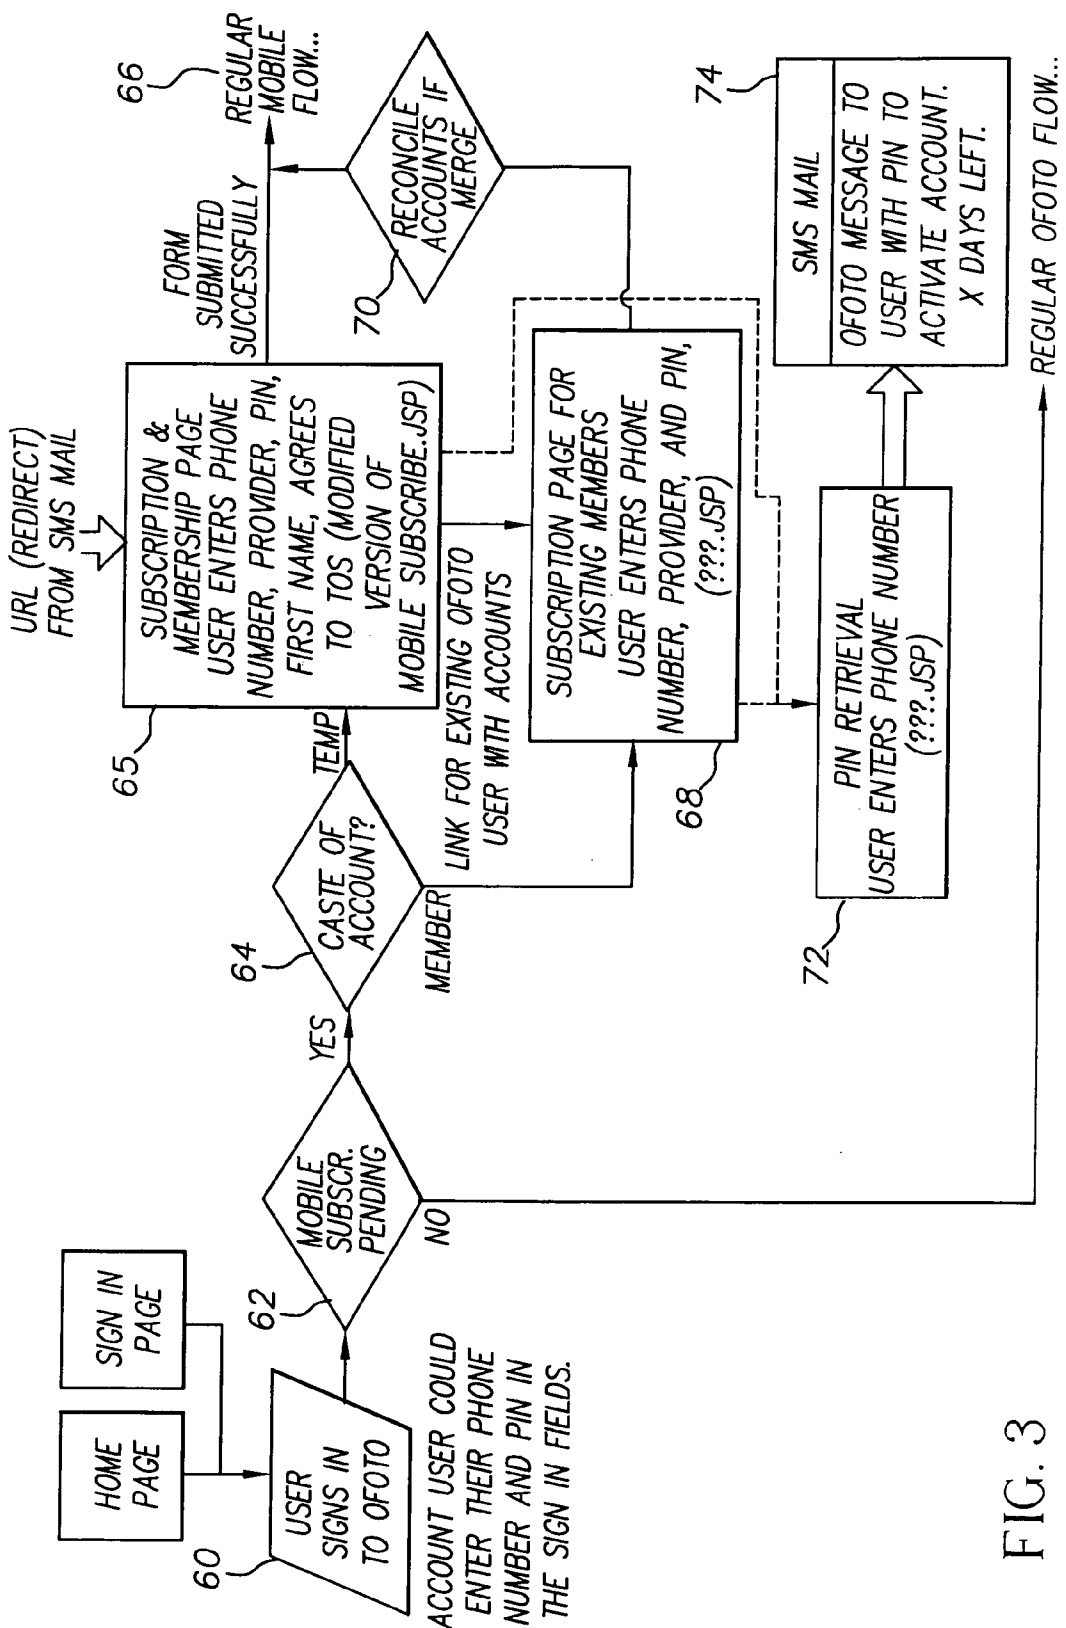 HOME
PAGE
SIGN IN
PAGE
60
USER
SIGNS IN
TO OFOTO
ACCOUNT USER COULD
ENTER THEIR PHONE
NUMBER AND PIN IN
THE SIGN IN FIELDS.
62
MOBILE
SUBSCR.
PENDING
YES
NO
64
CASTE OF
ACCOUNT?
TEMP
MEMBER
URL (REDIRECT)
FROM SMS MAIL
65
SUBSCRIPTION &
MEMBERSHIP PAGE
USER ENTERS PHONE
NUMBER, PROVIDER, PIN,
FIRST NAME, AGREES
TO TOS (MODIFIED
VERSION OF
MOBILE SUBSCRIBE.JSP)
LINK FOR EXISTING OFOTO
USER WITH ACCOUNTS
FORM
SUBMITTED
SUCCESSFULLY
66
REGULAR
MOBILE
FLOW...
70
RECONCILE
ACCOUNTS IF
MERGE
68
SUBSCRIPTION PAGE FOR
EXISTING MEMBERS
USER ENTERS PHONE
NUMBER, PROVIDER, AND PIN,
(???.JSP)
72
PIN RETRIEVAL
USER ENTERS PHONE NUMBER
(???.JSP)
74
SMS MAIL
OFOTO MESSAGE TO
USER WITH PIN TO
ACTIVATE ACCOUNT.
X DAYS LEFT.
REGULAR OFOTO FLOW...
FIG. 3